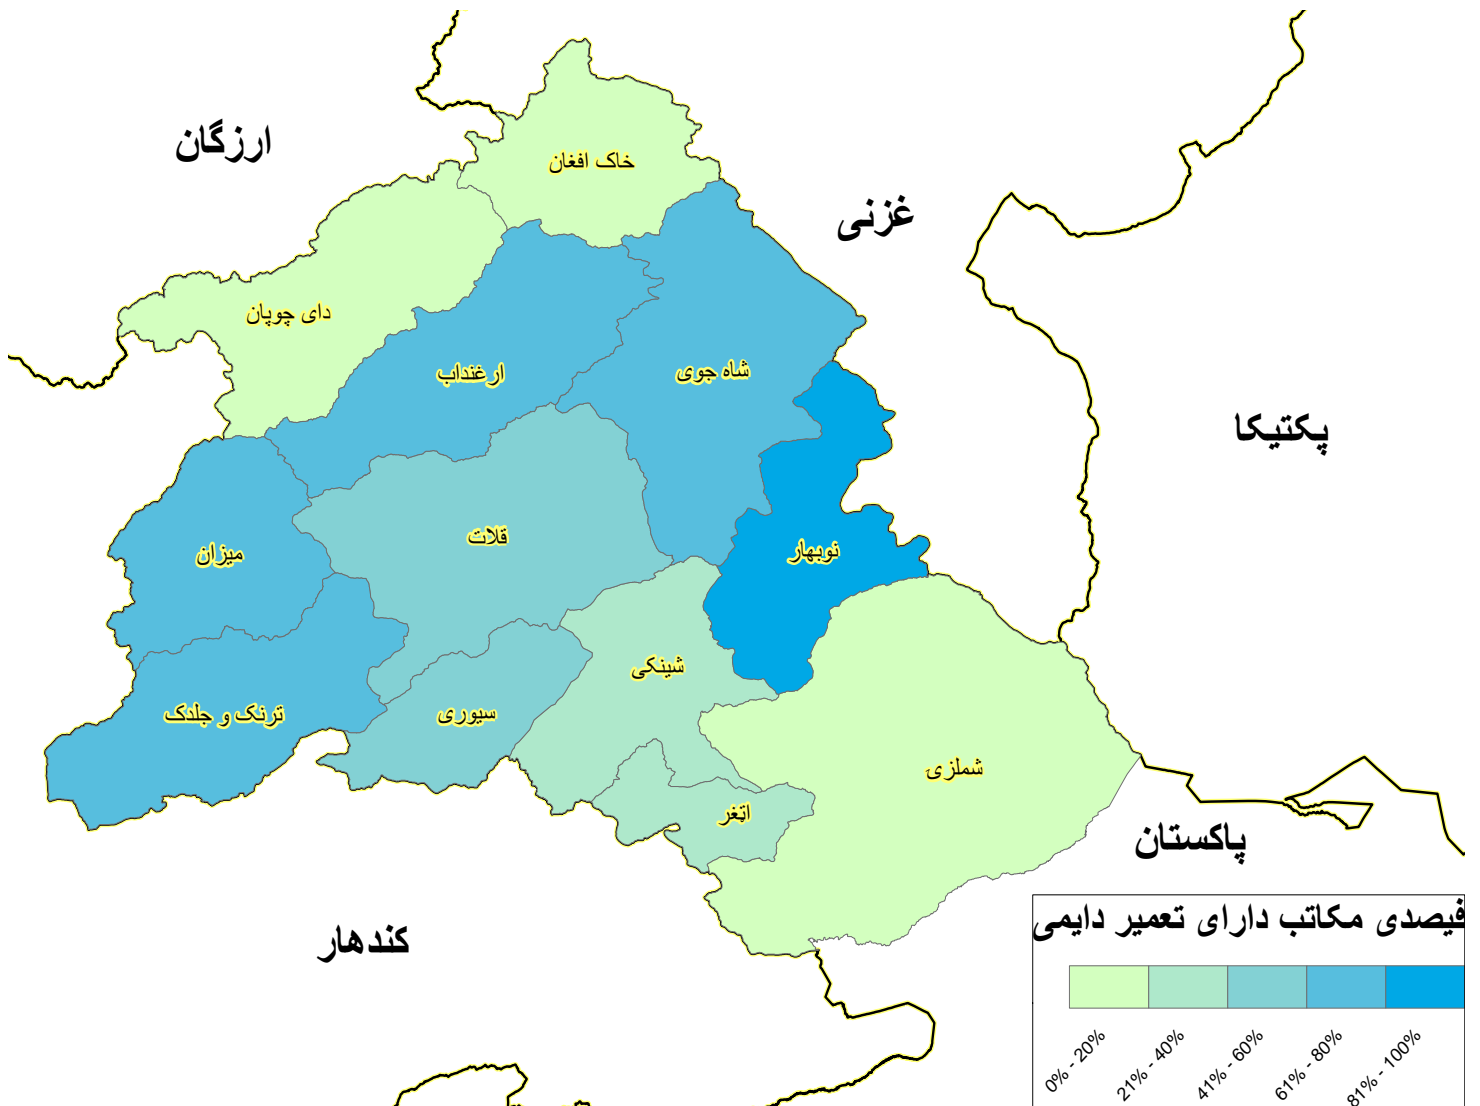 ارزگان
خاک افغان
غزنی
دای چوپان
ارغنداب
شاه جوی
پکتیکا
قلات
نوبهار
میزان
شینکی
ترنک و جلدک
سیوری
شملزی
اتغر
پاکستان
کندهار
فیصدی مکاتب دارای تعمیر دایمی
0% - 20%
21% - 40%
41% - 60%
61% - 80%
81% - 100%